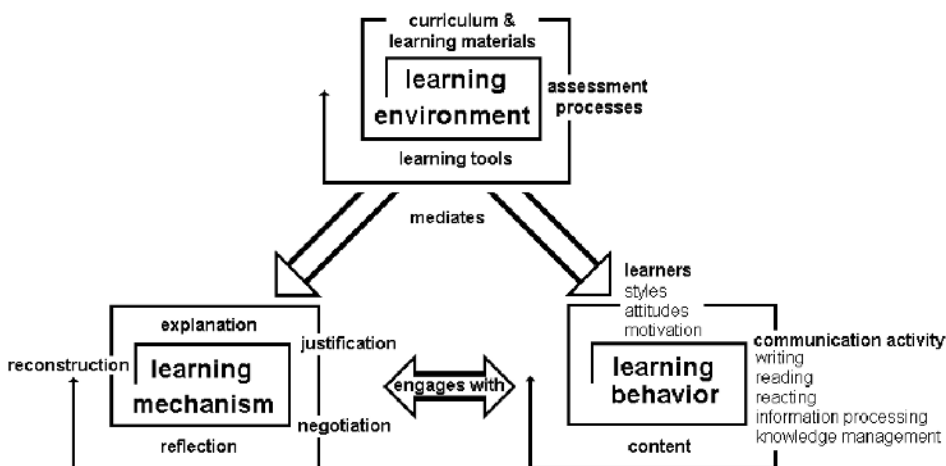 curriculum &
learning materials
learning
environment
assessment
processes
learning tools
mediates
explanation
justification
reconstruction
learning
mechanism
negotiation
reflection
engages with
learners
styles
attitudes
motivation
communication activity
writing
reading
reacting
information processing
knowledge management
learning
behavior
content